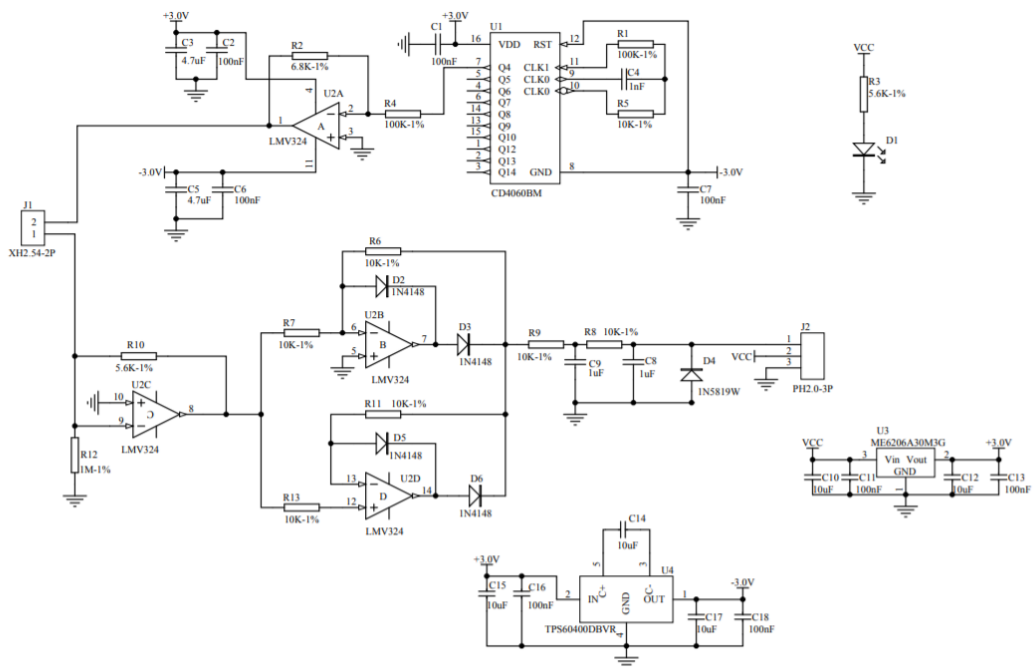 +3.0V
C3
4.7uF
C2
100nF
R2
6.8K-1%
4
U2A
A
2
3
1
LMV324
11
R4
100K-1%
-3.0V
C5
4.7uF
C6
100nF
+3.0V
C1
100nF
U1
16
VDD
RST
12
7
Q4
CLK1
11
5
Q5
CLK0
9
4
Q6
CLK0
10
6
Q7
14
Q8
13
Q9
15
Q10
1
Q12
2
Q13
3
Q14
GND
8
CD4060BM
R1
100K-1%
C4
1nF
R5
10K-1%
-3.0V
C7
100nF
VCC
R3
5.6K-1%
D1
J1
2
1
XH2.54-2P
R10
5.6K-1%
U2C
10
9
C
8
LMV324
R12
1M-1%
R6
10K-1%
D2
1N4148
R7
10K-1%
U2B
6
5
B
7
LMV324
D3
1N4148
R11
10K-1%
D5
1N4148
R13
10K-1%
13
12
U2D
D
14
LMV324
D6
1N4148
R9
10K-1%
R8
10K-1%
C9
1uF
C8
1uF
D4
1N5819W
J2
1
VCC
2
3
PH2.0-3P
U3
ME6206A30M3G
VCC
3
Vin
Vout
2
+3.0V
GND
1
C10
10uF
C11
100nF
C12
10uF
C13
100nF
C14
10uF
+3.0V
5
3
U4
C15
10uF
C16
100nF
2
IN
C+
GND
C-
OUT
1
-3.0V
TPS60400DBVR
4
C17
10uF
C18
100nF